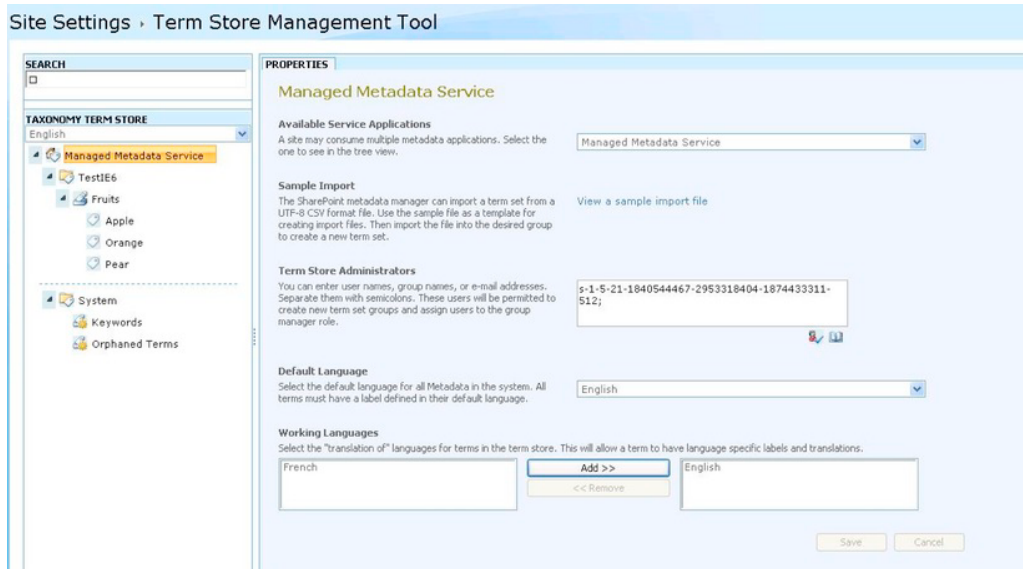 Site Settings › Term Store Management Tool
SEARCH
TAXONOMY TERM STORE
English
Managed Metadata Service
TestIE6
Fruits
Apple
Orange
Pear
System
Keywords
Orphaned Terms
PROPERTIES
Managed Metadata Service
Available Service Applications
A site may consume multiple metadata applications. Select the
one to see in the tree view.
Managed Metadata Service
Sample Import
The SharePoint metadata manager can import a term set from a
UTF-8 CSV format file. Use the sample file as a template for
creating import files. Then import the file into the desired group
to create a new term set.
View a sample import file
Term Store Administrators
You can enter user names, group names, or e-mail addresses.
Separate them with semicolons. These users will be permitted to
create new term set groups and assign users to the group
manager role.
s-1-5-21-1840544467-2953318404-1874433311-
512;
Default Language
Select the default language for all Metadata in the system. All
terms must have a label defined in their default language.
English
Working Languages
Select the "translation of" languages for terms in the term store. This will allow a term to have language specific labels and translations.
French
Add >>
<< Remove
English
Save
Cancel